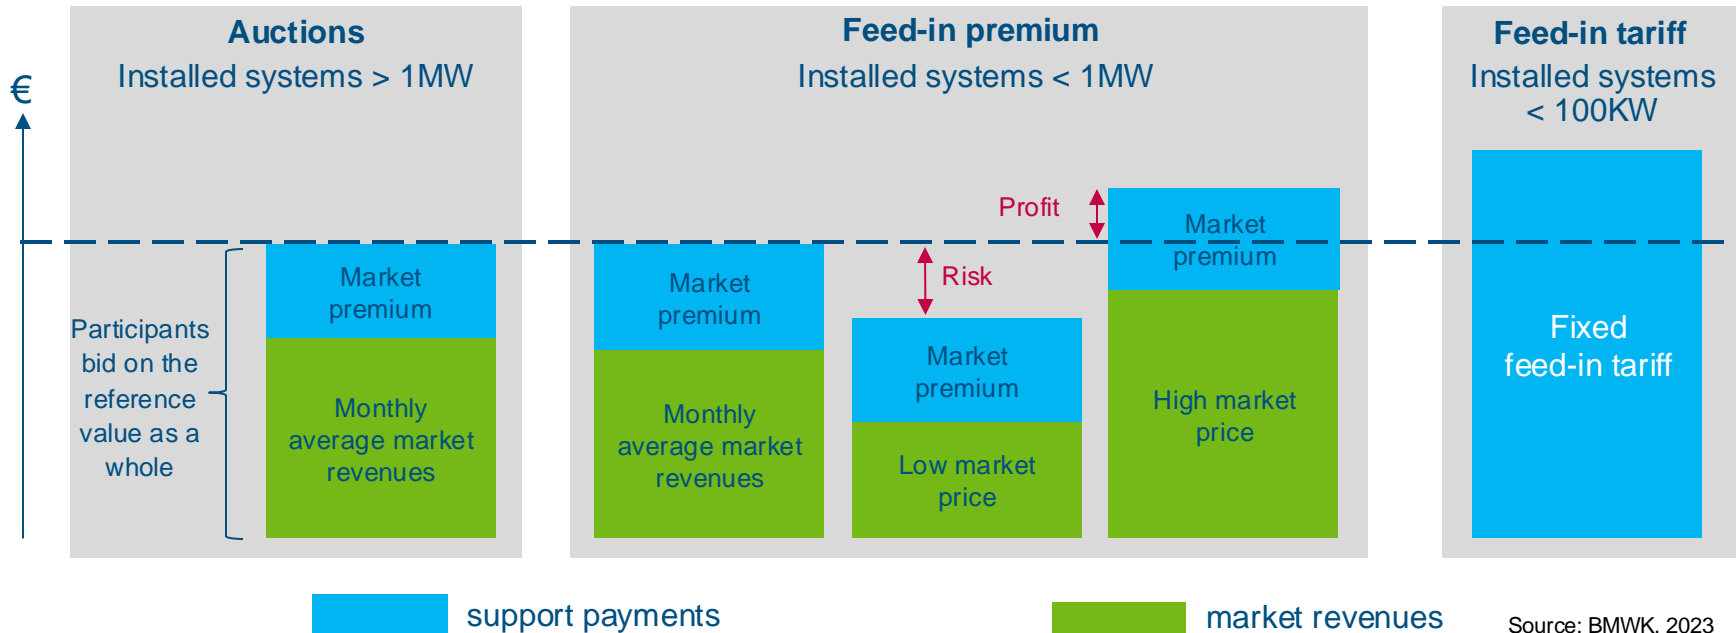 Auctions
Installed systems > 1MW
Feed-in premium
Installed systems < 1MW
Feed-in tariff
Installed systems
< 100KW
€
Participants
bid on the
reference
value as a
whole
Market
premium
Monthly
average market
revenues
Market
premium
Monthly
average market
revenues
Risk
Market
premium
Low market
price
Profit
Market
premium
High market
price
Fixed
feed-in tariff
support payments
market revenues
Source: BMWK, 2023